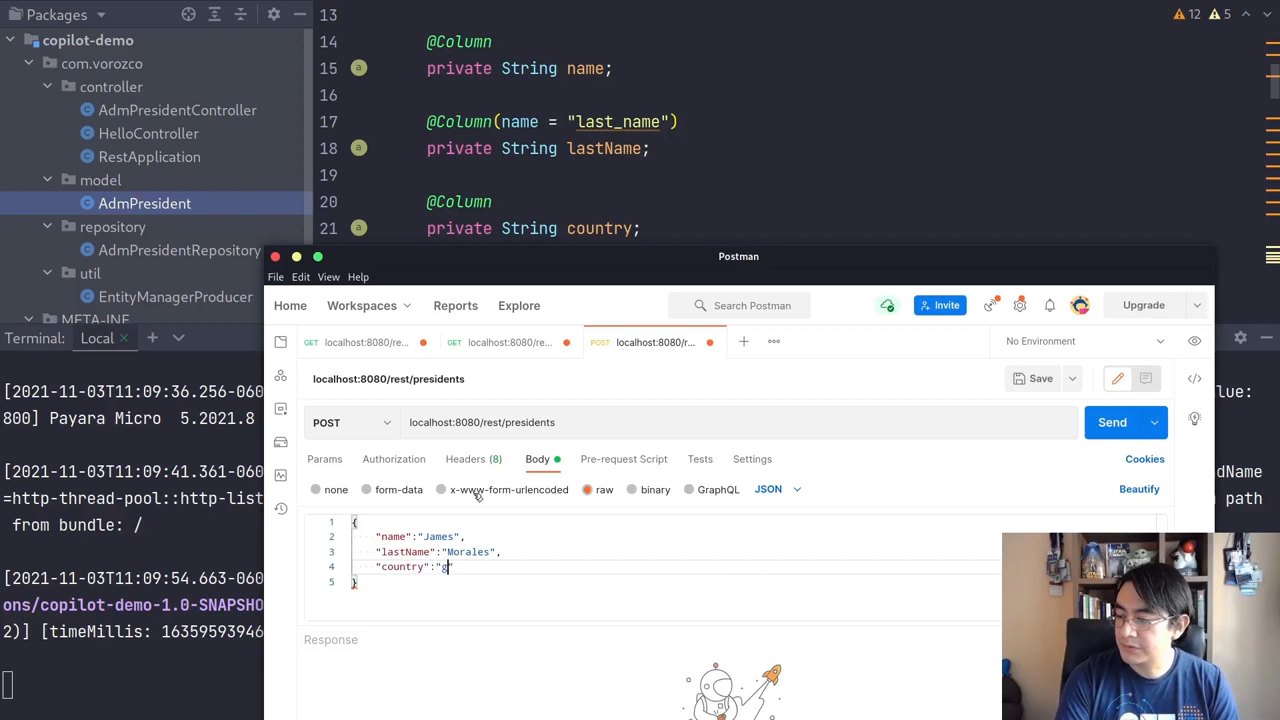 Packages
copilot-demo
com.vorozco
controller
AdmPresidentController
HelloController
RestApplication
model
AdmPresident
repository
AdmPresidentRepository
util
EntityManagerProducer
META-INF
13
14 @Column
15 private String name;
16
17 @Column(name = "last_name")
18 private String lastName;
19
20 @Column
21 private String country;
12 5
Terminal: Local
[2021-11-03T11:09:36.256-060
800] Payara Micro 5.2021.8
[2021-11-03T11:09:41.361-060
=http-thread-pool::http-list
from bundle: /
[2021-11-03T11:09:54.663-060
ons/copilot-demo-1.0-SNAPSHO
2)] [timeMillis: 16359593946
alue:
dName
n path
Postman
File Edit View Help
Home Workspaces Reports Explore
Search Postman
Invite
Upgrade
GET localhost:8080/re...
GET localhost:8080/re...
POST localhost:8080/r...
No Environment
localhost:8080/rest/presidents
Save
POST localhost:8080/rest/presidents
Send
Params Authorization Headers (8) Body Pre-request Script Tests Settings
Cookies
none form-data x-www-form-urlencoded raw binary GraphQL JSON
Beautify
1 {
2 "name":"James",
3 "lastName":"Morales",
4 "country":"g"
5 }
Response